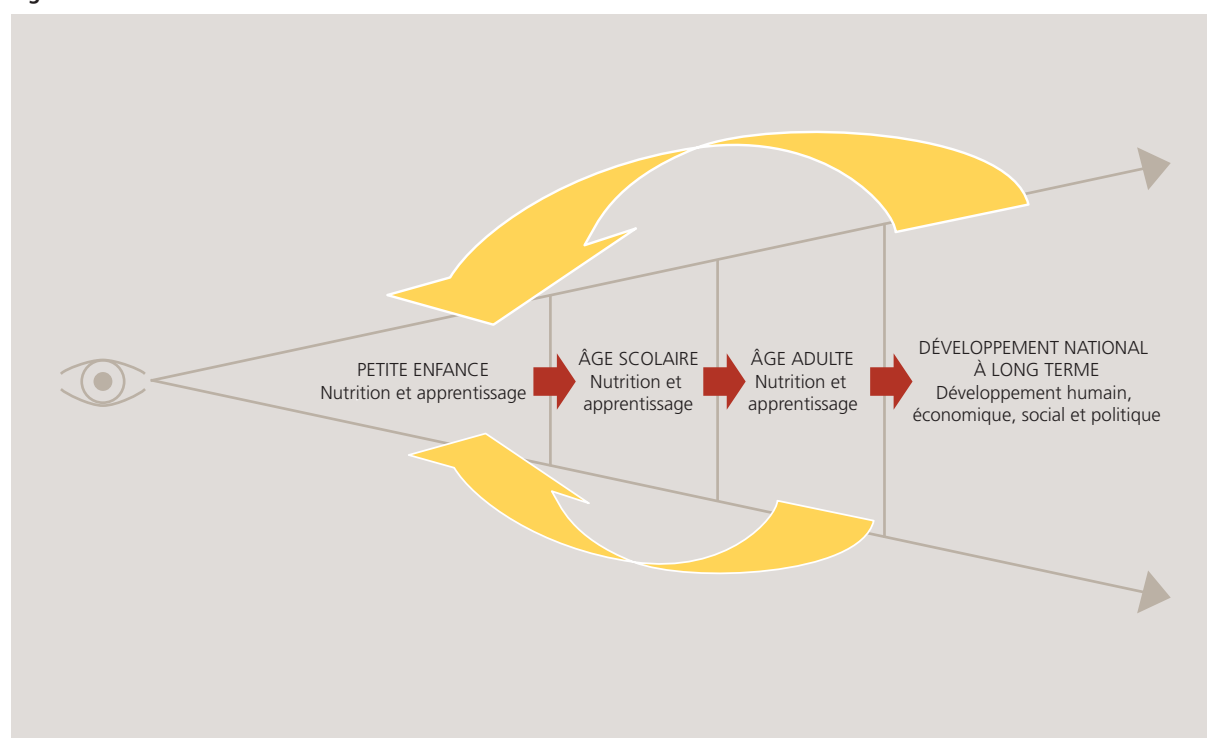 PETITE ENFANCE
Nutrition et apprentissage
ÂGE SCOLAIRE
Nutrition et
apprentissage
ÂGE ADULTE
Nutrition et
apprentissage
DÉVELOPPEMENT NATIONAL
À LONG TERME
Développement humain,
économique, social et politique